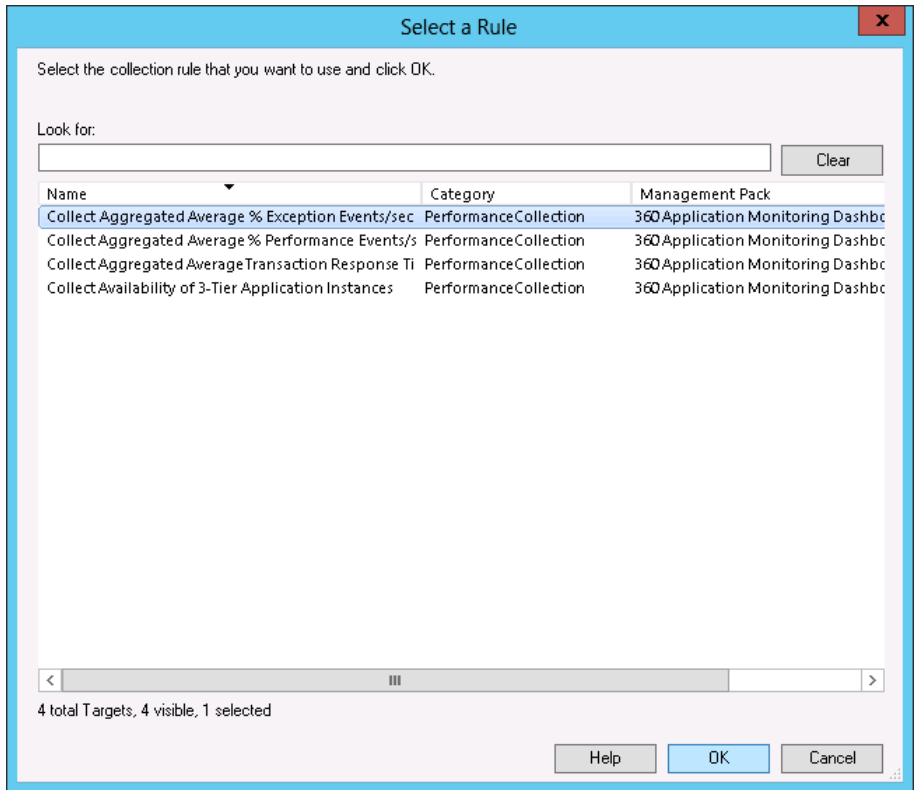 Select a Rule
x
Select the collection rule that you want to use and click OK.
Look for:
Clear
Name Category Management Pack
Collect Aggregated Average % Exception Events/sec PerformanceCollection 360 Application Monitoring Dashbo
Collect Aggregated Average % Performance Events/s PerformanceCollection 360 Application Monitoring Dashbo
Collect Aggregated Average Transaction Response Ti PerformanceCollection 360 Application Monitoring Dashbo
Collect Availability of 3-Tier Application Instances PerformanceCollection 360 Application Monitoring Dashbo
4 total Targets, 4 visible, 1 selected
Help OK Cancel